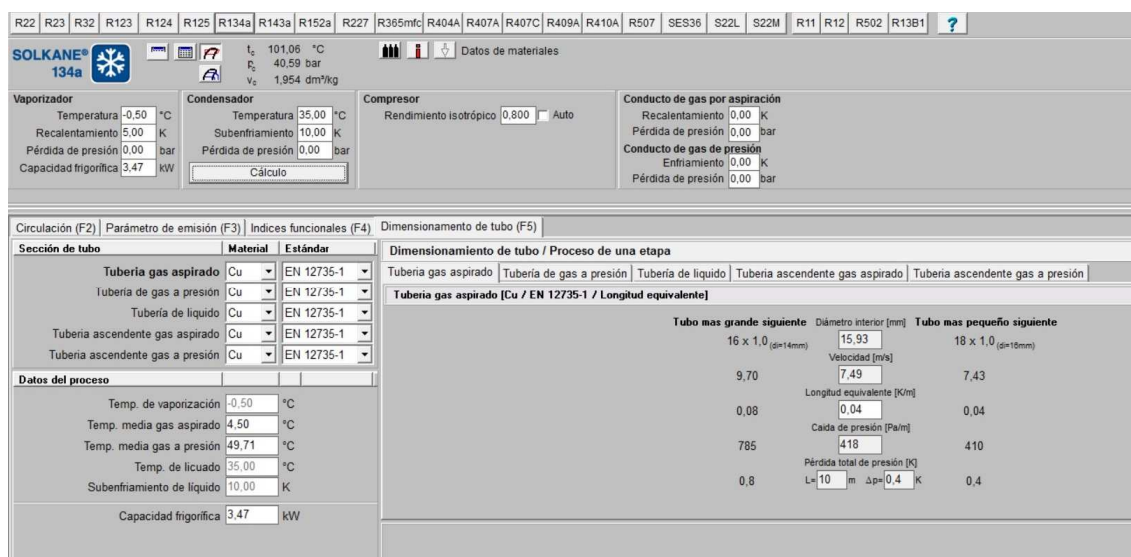 R22 R23 R32 R123 R124 R125 R134a R143a R152a R227 R365mfc R404A R407A R407C R409A R410A R507 SES36 S22L S22M R11 R12 R502 R13B1 ?
SOLKANE®
134a
tc 101,06 °C
pc 40,59 bar
vc 1,954 dm³/kg
Datos de materiales
Vaporizador
Temperatura -0,50 °C
Recalentamiento 5,00 K
Pérdida de presión 0,00 bar
Capacidad frigorífica 3,47 kW
Condensador
Temperatura 35,00 °C
Subenfriamiento 10,00 K
Pérdida de presión 0,00 bar
Cálculo
Compresor
Rendimiento isotrópico 0,800 Auto
Conducto de gas por aspiración
Recalentamiento 0,00 K
Pérdida de presión 0,00 bar
Conducto de gas de presión
Enfriamiento 0,00 K
Pérdida de presión 0,00 bar
Circulación (F2) Parámetro de emisión (F3) Indices funcionales (F4) Dimensionamento de tubo (F5)
Sección de tubo Material Estándar
Tuberia gas aspirado Cu EN 12735-1
Tubería de gas a presión Cu EN 12735-1
Tubería de liquido Cu EN 12735-1
Tuberia ascendente gas aspirado Cu EN 12735-1
Tuberia ascendente gas a presión Cu EN 12735-1
Datos del proceso
Temp. de vaporización -0,50 °C
Temp. media gas aspirado 4,50 °C
Temp. media gas a presión 49,71 °C
Temp. de licuado 35,00 °C
Subenfriamiento de líquido 10,00 K
Capacidad frigorífica 3,47 kW
Dimensionamiento de tubo / Proceso de una etapa
Tuberia gas aspirado Tubería de gas a presión Tubería de liquido Tuberia ascendente gas aspirado Tuberia ascendente gas a presión
Tuberia gas aspirado [Cu / EN 12735-1 / Longitud equivalente]
Tubo mas grande siguiente Diámetro interior [mm] Tubo mas pequeño siguiente
16 x 1,0 (di=14mm) 15,93 18 x 1,0 (di=16mm)
Velocidad [m/s]
9,70 7,49 7,43
Longitud equivalente [K/m]
0,08 0,04 0,04
Caida de presión [Pa/m]
785 418 410
Pérdida total de presión [K]
0,8 L= 10 m Δp= 0,4 K 0,4